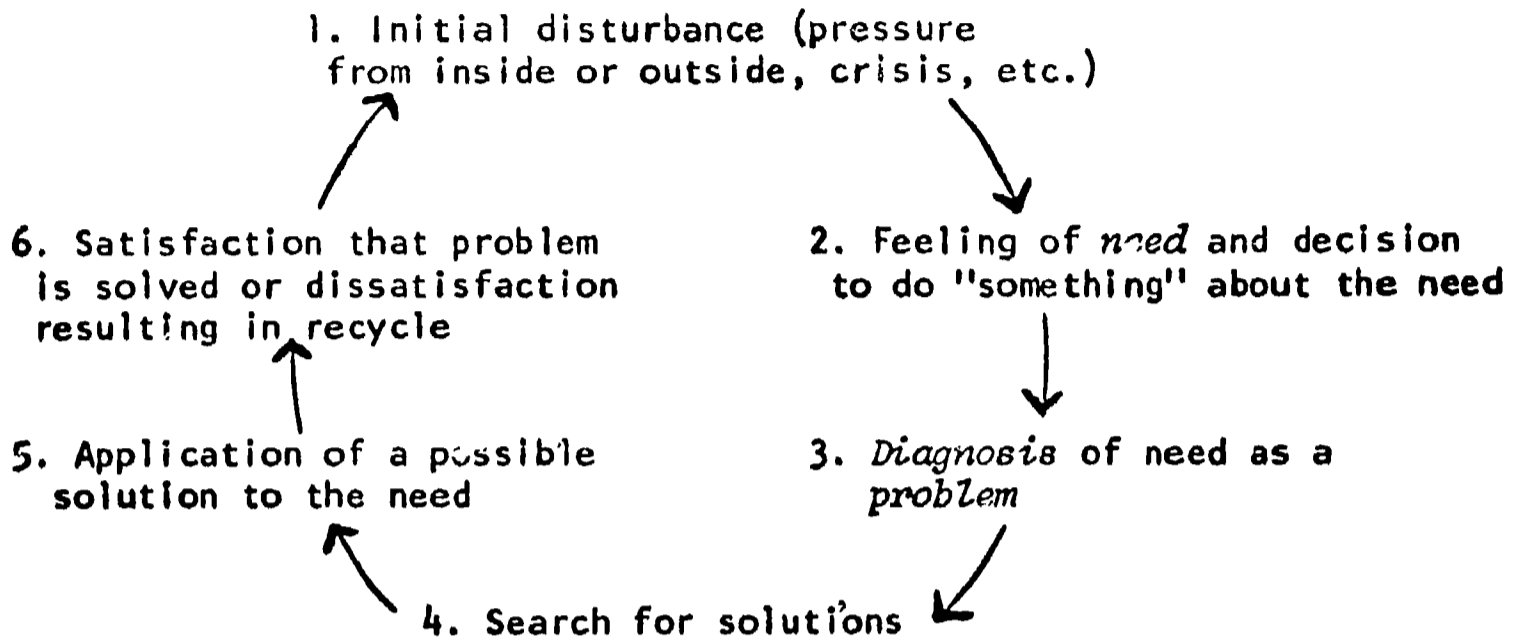 1. Initial disturbance (pressure
from inside or outside, crisis, etc.)
2. Feeling of need and decision
to do "something" about the need
3. Diagnosis of need as a
problem
4. Search for solutions
5. Application of a possible
solution to the need
6. Satisfaction that problem
is solved or dissatisfaction
resulting in recycle